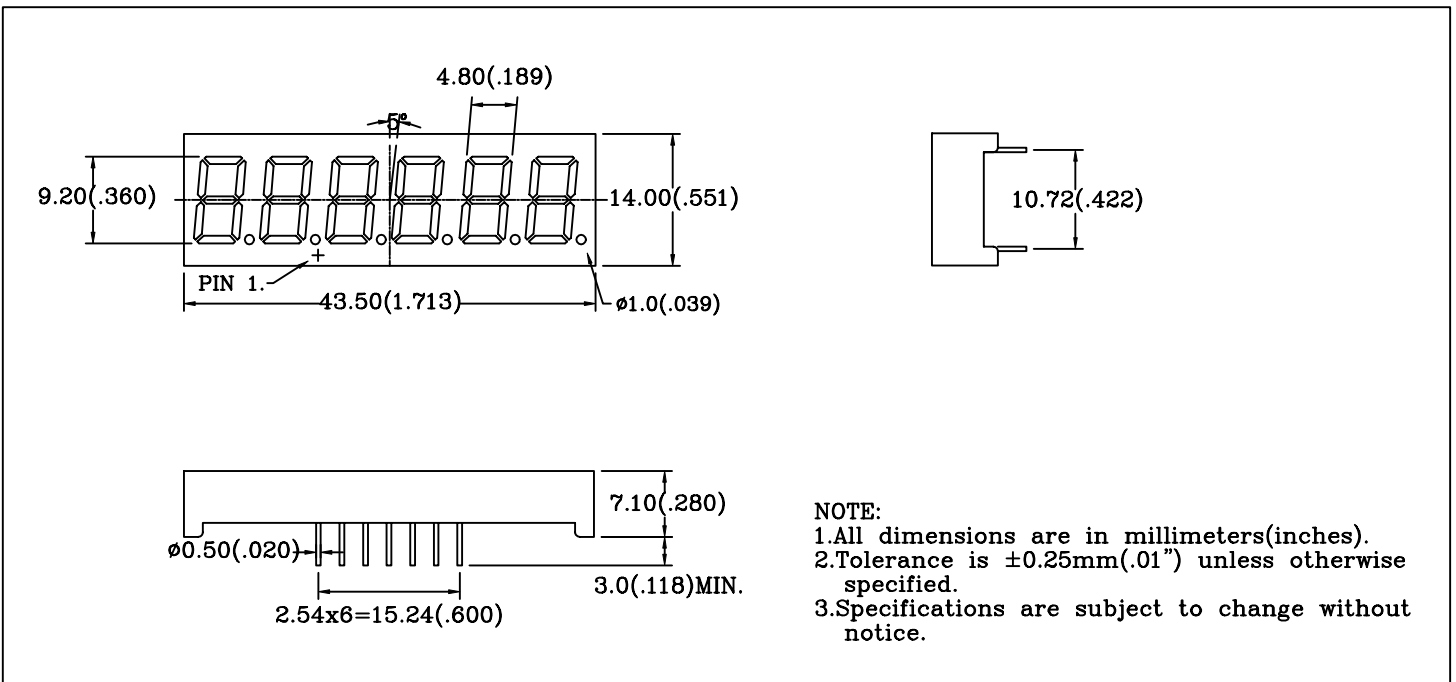 4.80(.189)
5°
9.20(.360)
14.00(.551)
10.72(.422)
PIN 1.
43.50(1.713)
ø1.0(.039)
7.10(.280)
ø0.50(.020)
3.0(.118)MIN.
2.54x6=15.24(.600)
NOTE:
1.All dimensions are in millimeters(inches).
2.Tolerance is ±0.25mm(.01”) unless otherwise
specified.
3.Specifications are subject to change without
notice.